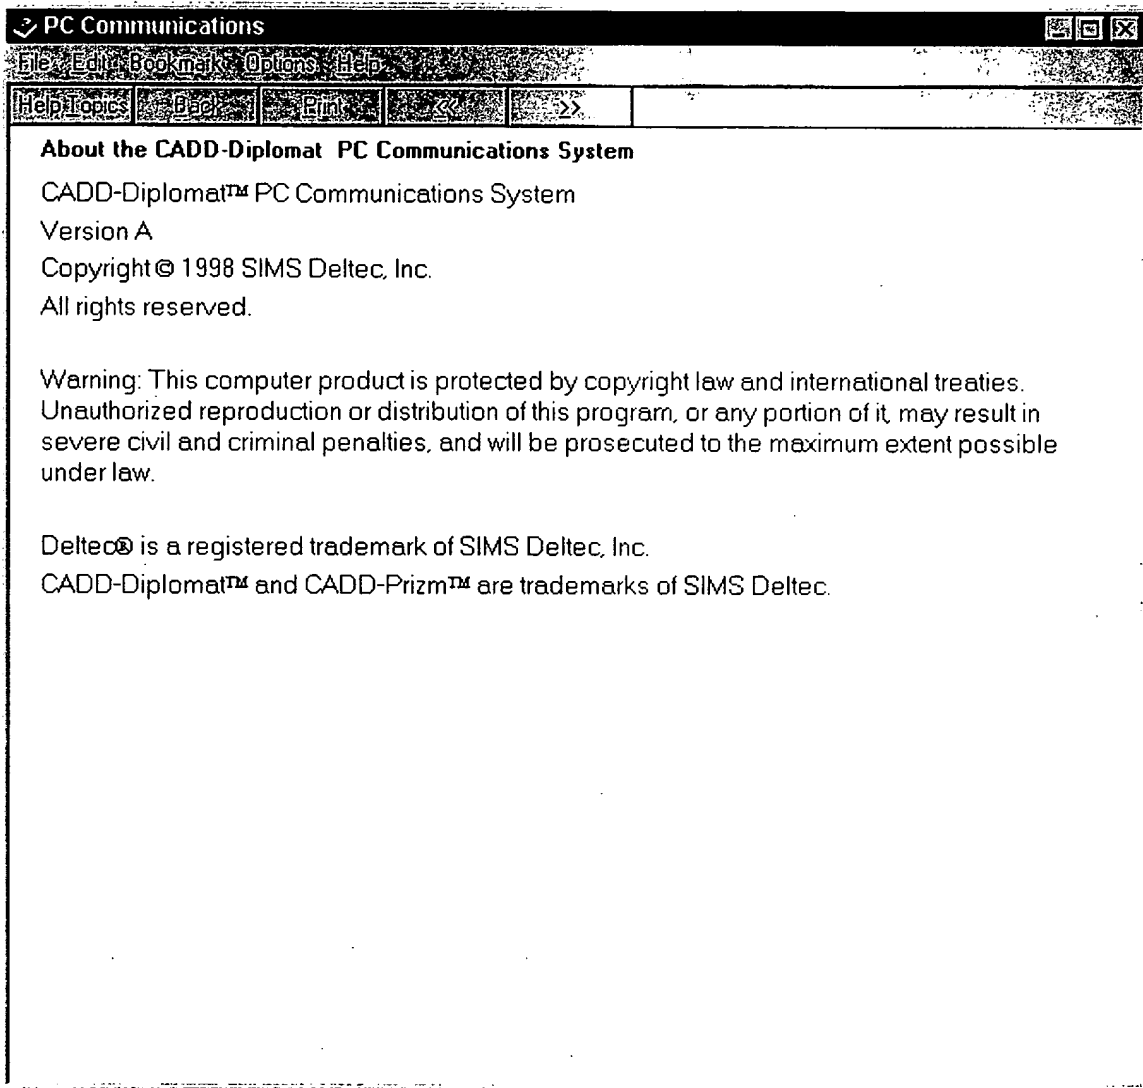 PC Communications
File Edit Bookmark Options Help
Help Topics Back Print << >>
About the CADD-Diplomat PC Communications System
CADD-Diplomat™ PC Communications System
Version A
Copyright © 1998 SIMS Deltec, Inc.
All rights reserved.
Warning: This computer product is protected by copyright law and international treaties.
Unauthorized reproduction or distribution of this program, or any portion of it, may result in
severe civil and criminal penalties, and will be prosecuted to the maximum extent possible
under law.
Deltec® is a registered trademark of SIMS Deltec, Inc.
CADD-Diplomat™ and CADD-Prizm™ are trademarks of SIMS Deltec.